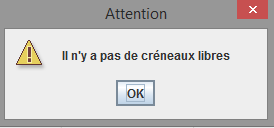 Attention
Il n'y a pas de créneaux libres
OK